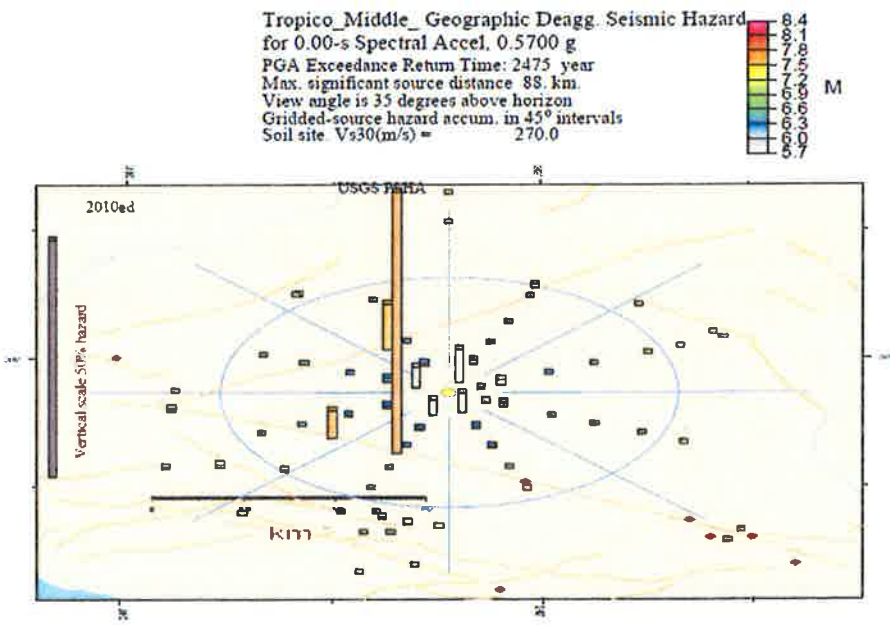 Tropico_Middle_ Geographic Deagg. Seismic Hazard
for 0.00-s Spectral Accel, 0.5700 g
PGA Exceedance Return Time: 2475 year
Max. significant source distance 88. km.
View angle is 35 degrees above horizon
Gridded-source hazard accum. in 45° intervals
Soil site. Vs30(m/s) = 270.0
8.4
8.1
7.8
7.5
7.2
6.9
6.6
6.3
6.0
5.7
M
USGS PSHA
2010ed
Vertical scale 50% hazard
km